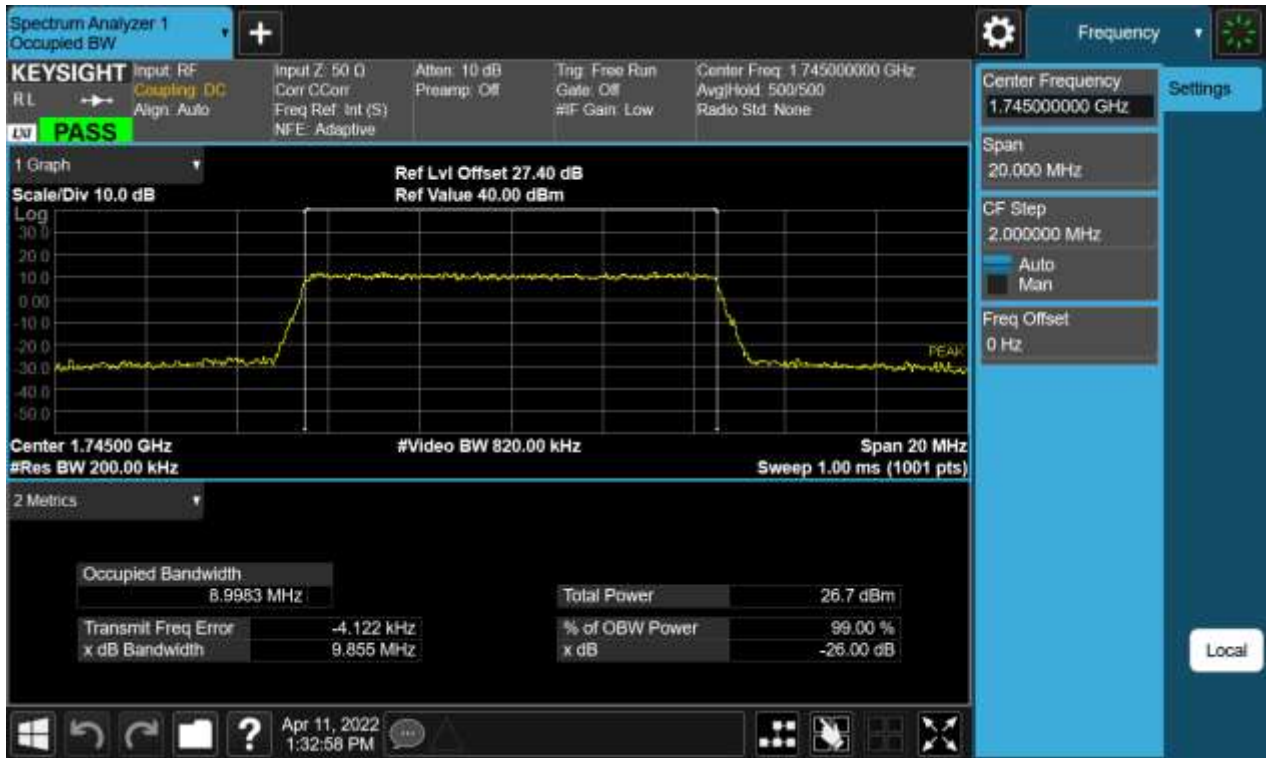 Spectrum Analyzer 1
Occupied BW
+
Frequency
KEYSIGHT
RL
LXI
PASS
Input: RF
Coupling: DC
Align: Auto
Input Z: 50 Ω
Corr CCorr
Freq Ref: Int (S)
NFE: Adaptive
Atten: 10 dB
Preamp: Off
Trig: Free Run
Gate: Off
#IF Gain: Low
Center Freq: 1.745000000 GHz
Avg|Hold: 500/500
Radio Std: None
Center Frequency
1.745000000 GHz
Settings
Span
20.000 MHz
CF Step
2.000000 MHz
Auto
Man
Freq Offset
0 Hz
Local
1 Graph
Scale/Div 10.0 dB
Ref Lvl Offset 27.40 dB
Ref Value 40.00 dBm
Log
30.0
20.0
10.0
0.00
-10.0
-20.0
-30.0
-40.0
-50.0
PEAK
Center 1.74500 GHz
#Video BW 820.00 kHz
Span 20 MHz
#Res BW 200.00 kHz
Sweep 1.00 ms (1001 pts)
2 Metrics
Occupied Bandwidth
8.9983 MHz
Total Power 26.7 dBm
Transmit Freq Error -4.122 kHz
% of OBW Power 99.00 %
x dB Bandwidth 9.855 MHz
x dB -26.00 dB
?
Apr 11, 2022
1:32:58 PM